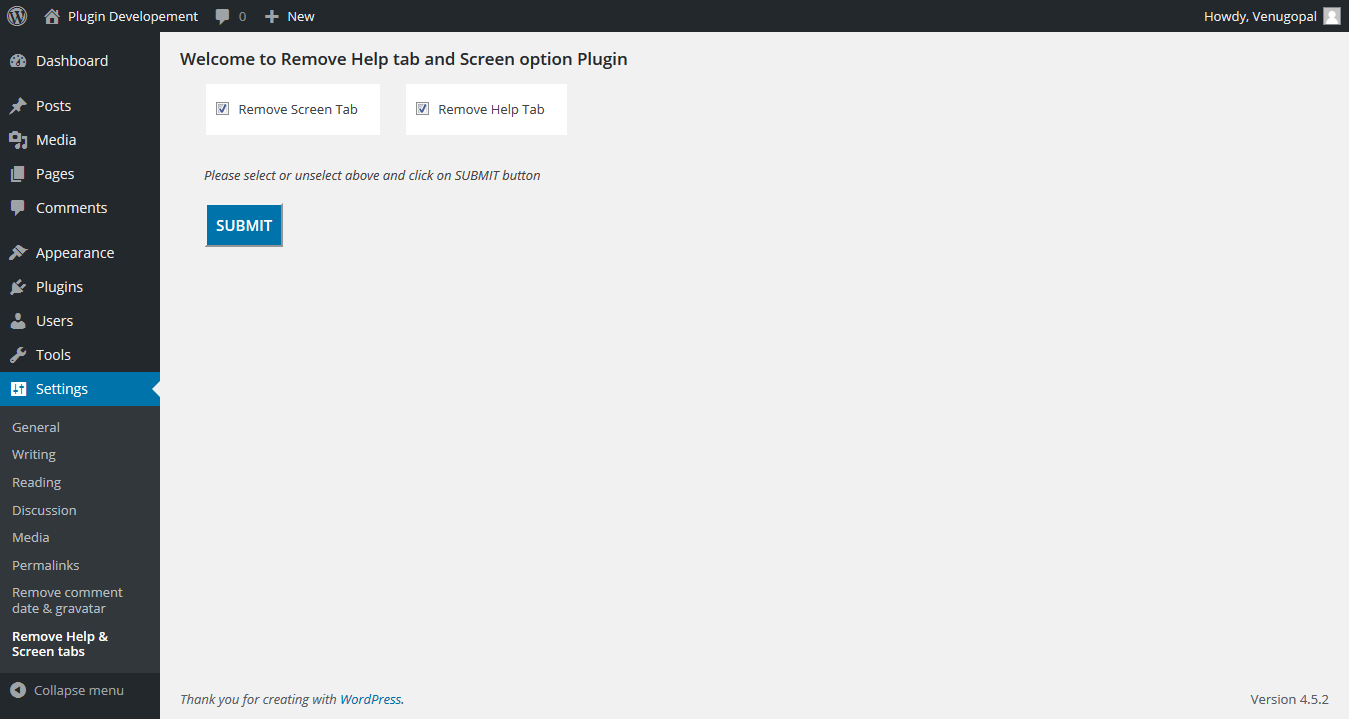 Plugin Developement 0 New Howdy, Venugopal
Dashboard
Posts
Media
Pages
Comments
Appearance
Plugins
Users
Tools
Settings
General
Writing
Reading
Discussion
Media
Permalinks
Remove comment
date & gravatar
Remove Help &
Screen tabs
Collapse menu
Welcome to Remove Help tab and Screen option Plugin
Remove Screen Tab Remove Help Tab
Please select or unselect above and click on SUBMIT button
SUBMIT
Thank you for creating with WordPress. Version 4.5.2